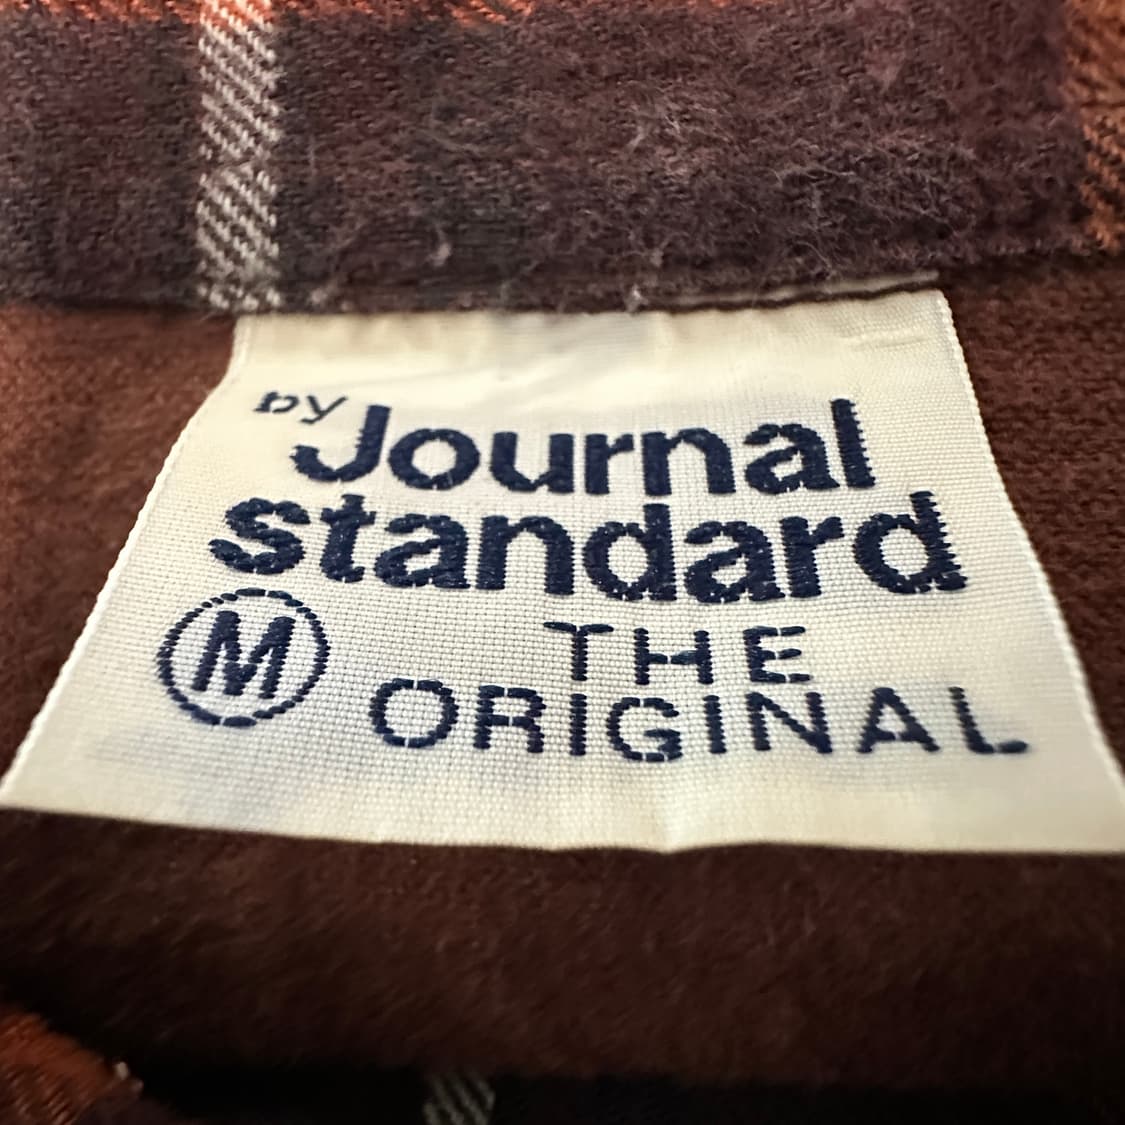 by Journal
standard
M THE
ORIGINAL